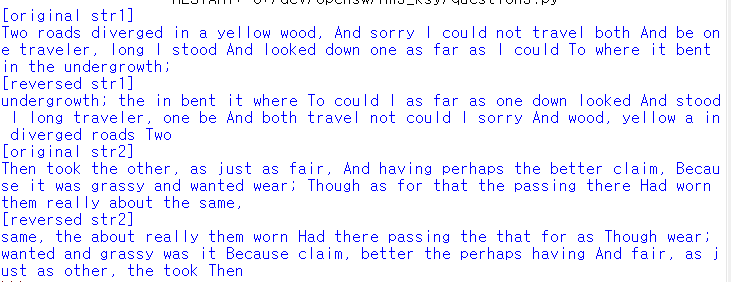 [original str1]
Two roads diverged in a yellow wood, And sorry I could not travel both And be on
e traveler, long I stood And looked down one as far as I could To where it bent
in the undergrowth;
[reversed str1]
undergrowth; the in bent it where To could I as far as one down looked And stood
 I long traveler, one be And both travel not could I sorry And wood, yellow a in
 diverged roads Two
[original str2]
Then took the other, as just as fair, And having perhaps the better claim, Becau
se it was grassy and wanted wear; Though as for that the passing there Had worn
them really about the same,
[reversed str2]
same, the about really them worn Had there passing the that for as Though wear;
wanted and grassy was it Because claim, better the perhaps having And fair, as j
ust as other, the took Then